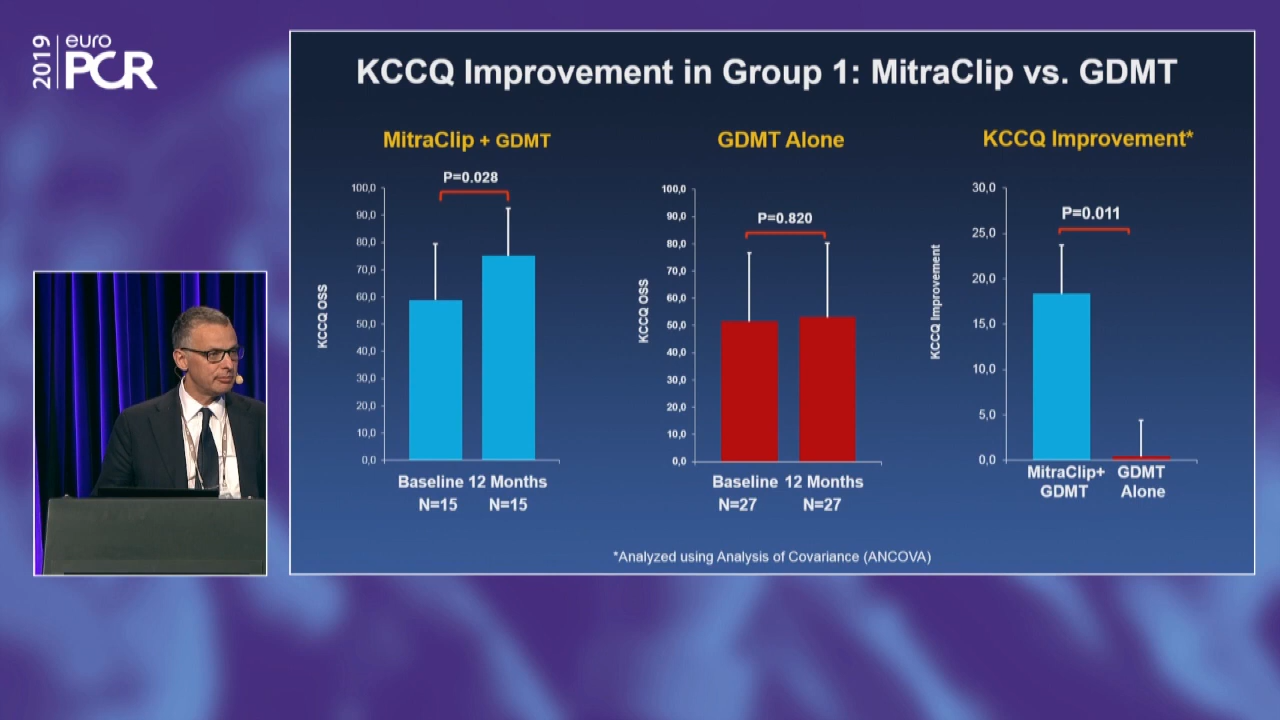 2019
euro
PCR
KCCQ Improvement in Group 1: MitraClip vs. GDMT
MitraClip + GDMT
P=0.028
KCCQ OSS
100,0
90,0
80,0
70,0
60,0
50,0
40,0
30,0
20,0
10,0
0,0
Baseline 12 Months
N=15 N=15
GDMT Alone
P=0.820
KCCQ OSS
100,0
90,0
80,0
70,0
60,0
50,0
40,0
30,0
20,0
10,0
0,0
Baseline 12 Months
N=27 N=27
KCCQ Improvement*
P=0.011
KCCQ Improvement
30,0
25,0
20,0
15,0
10,0
5,0
0,0
MitraClip+ GDMT
GDMT Alone
*Analyzed using Analysis of Covariance (ANCOVA)